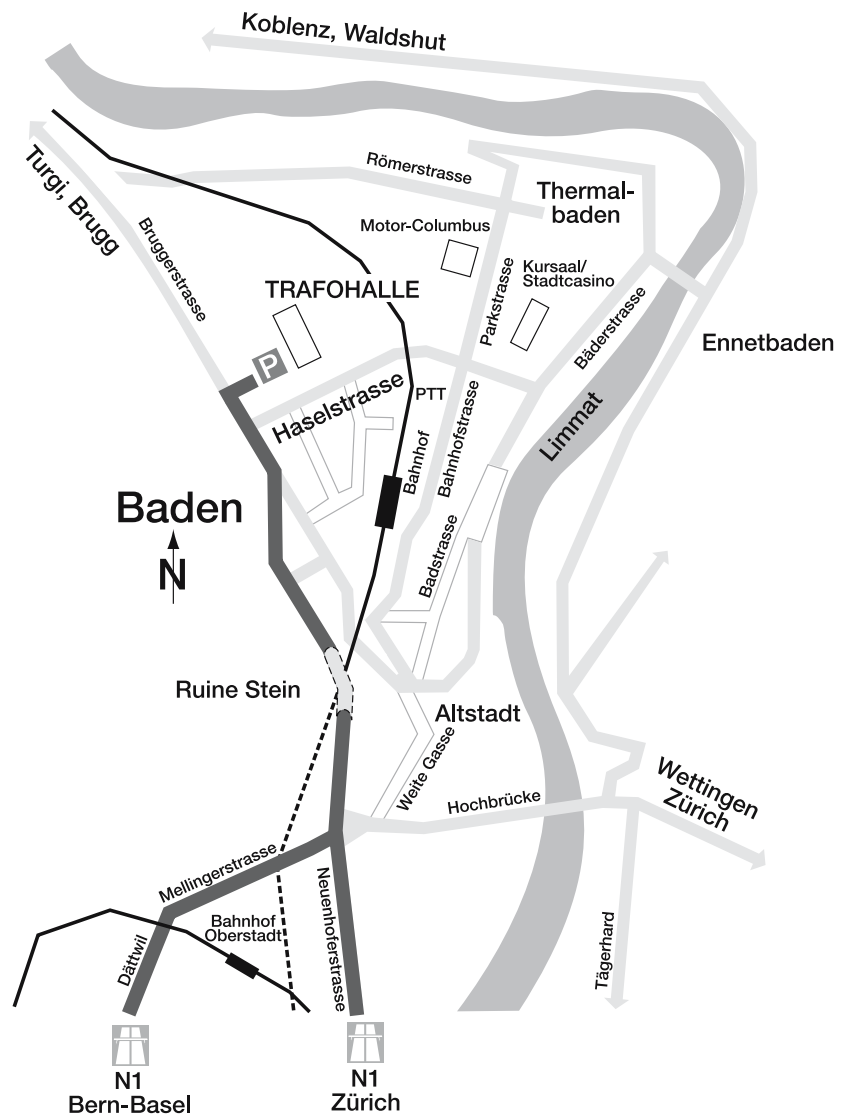 Koblenz, Waldshut
Turgi, Brugg
Römerstrasse
Thermal-
baden
Bruggerstrasse
Motor-Columbus
Kursaal/
Stadtcasino
Parkstrasse
TRAFOHALLE
Bäderstrasse
Ennetbaden
P
Haselstrasse
PTT
Limmat
Bahnhof
Bahnhofstrasse
Baden
N
Badstrasse
Ruine Stein
Altstadt
Weite Gasse
Hochbrücke
Wettingen
Zürich
Mellingerstrasse
Neuenhoferstrasse
Bahnhof
Oberstadt
Dättwil
Tägerhard
N1
Bern-Basel
N1
Zürich